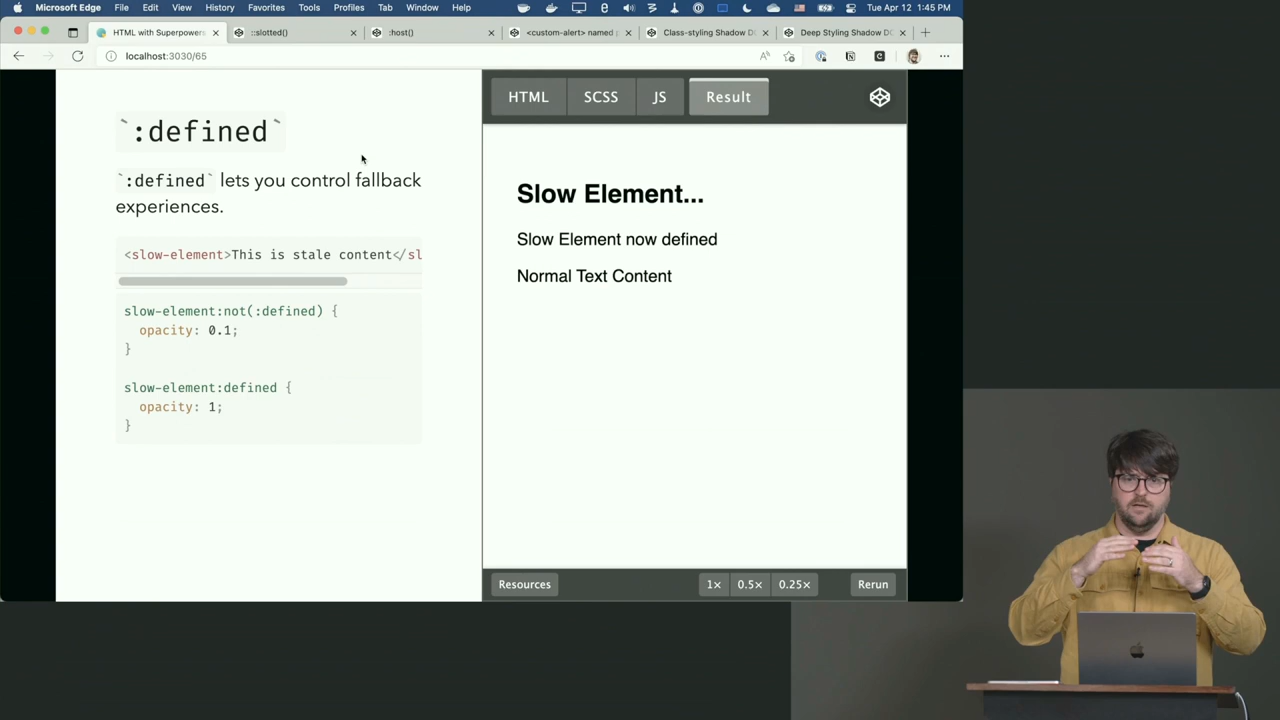 Microsoft Edge File Edit View History Favorites Tools Profiles Tab Window Help Tue Apr 12 1:45 PM
HTML with Superpowers ::slotted() :host() <custom-alert> named Class-styling Shadow D Deep Styling Shadow DO
localhost:3030/65
HTML SCSS JS Result
`:defined`
`:defined` lets you control fallback
experiences.
<slow-element>This is stale content</sl
slow-element:not(:defined) {
opacity: 0.1;
}
slow-element:defined {
opacity: 1;
}
Slow Element...
Slow Element now defined
Normal Text Content
Resources 1× 0.5× 0.25× Rerun